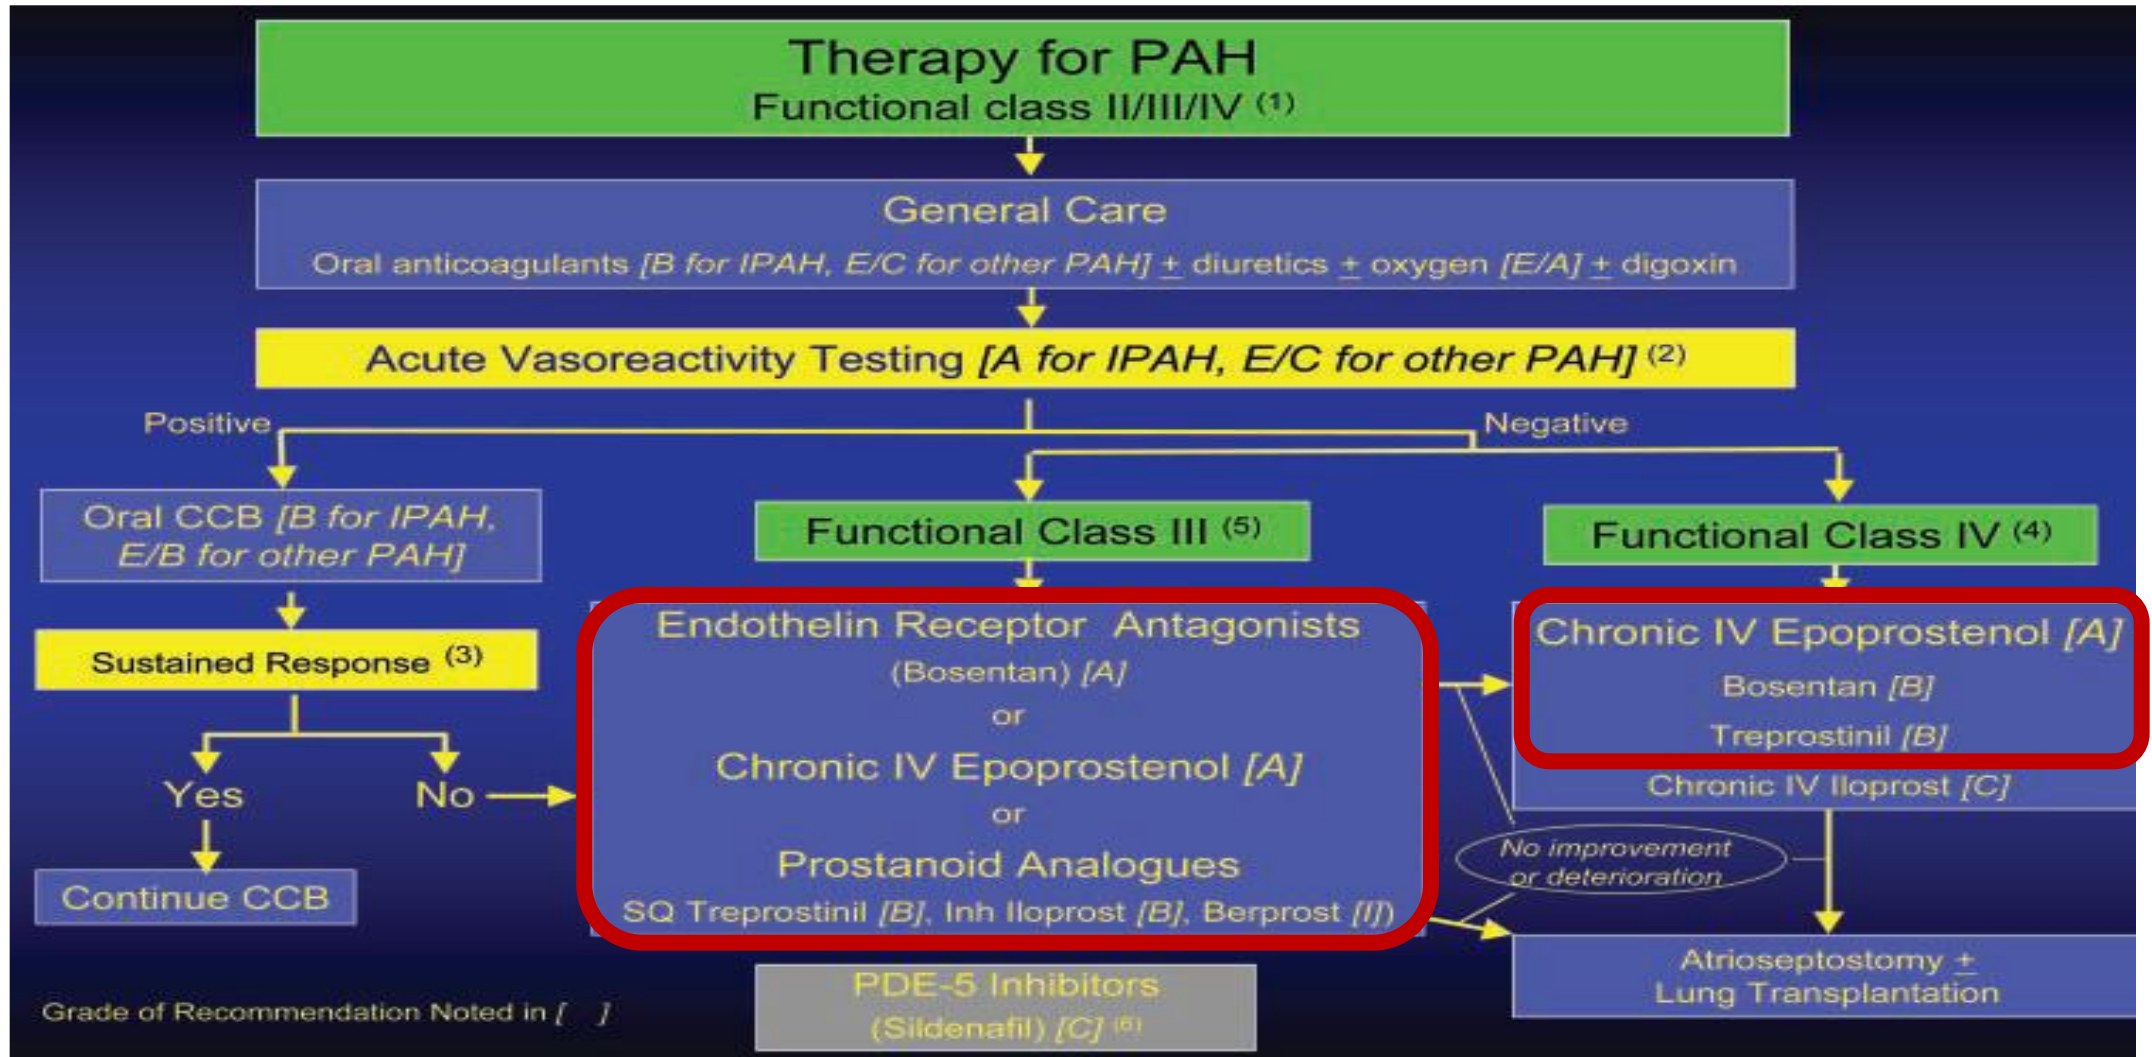 Therapy for PAH
Functional class II/III/IV (1)
General Care
Oral anticoagulants [B for IPAH, E/C for other PAH] ± diuretics ± oxygen [E/A] ± digoxin
Acute Vasoreactivity Testing [A for IPAH, E/C for other PAH] (2)
Positive
Negative
Oral CCB [B for IPAH,
E/B for other PAH]
Sustained Response (3)
Yes
No
Continue CCB
Functional Class III (5)
Endothelin Receptor Antagonists
(Bosentan) [A]
or
Chronic IV Epoprostenol [A]
or
Prostanoid Analogues
SQ Treprostinil [B], Inh Iloprost [B], Berprost [I])
PDE-5 Inhibitors
(Sildenafil) [C] (6)
Functional Class IV (4)
Chronic IV Epoprostenol [A]
Bosentan [B]
Treprostinil [B]
Chronic IV Iloprost [C]
No improvement
or deterioration
Atrioseptostomy ±
Lung Transplantation
Grade of Recommendation Noted in [ ]